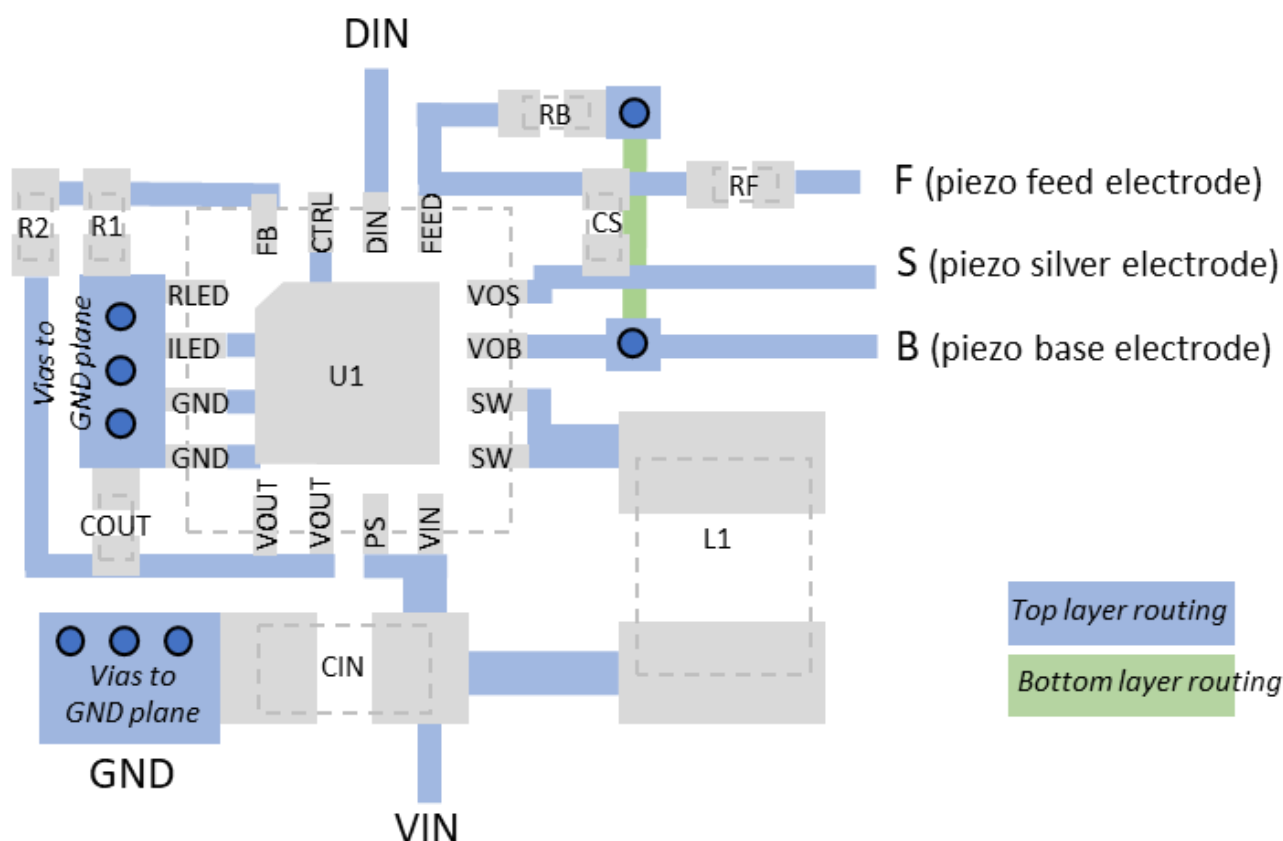 DIN
RB
F (piezo feed electrode)
RF
R2
R1
FB
CTRL
DIN
FEED
CS
S (piezo silver electrode)
RLED
VOS
Vias to
GND plane
ILED
VOB
B (piezo base electrode)
U1
GND
SW
GND
SW
COUT
VOUT
VOUT
PS
VIN
L1
Top layer routing
CIN
Vias to
GND plane
Bottom layer routing
GND
VIN